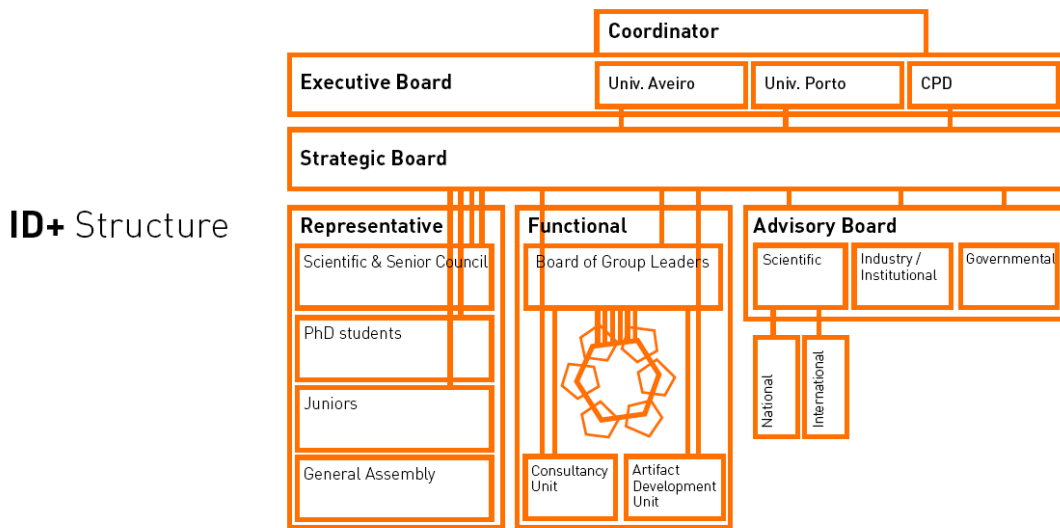 Coordinator
Executive Board
Univ. Aveiro
Univ. Porto
CPD
Strategic Board
ID+ Structure
Representative
Functional
Advisory Board
Scientific & Senior Council
Board of Group Leaders
Scientific
Industry /
Institutional
Governmental
PhD students
National
International
Juniors
General Assembly
Consultancy
Unit
Artifact
Development
Unit